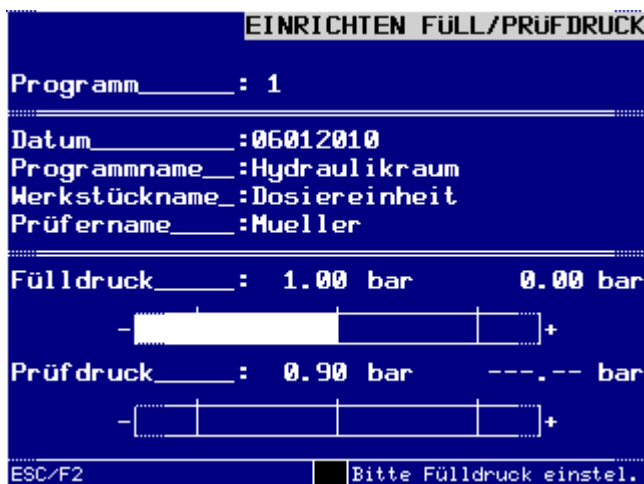 EINRICHTEN FÜLL/PRÜFDRUCK
Programm______: 1
Datum_________:06012010
Programmname__:Hydraulikraum
Werkstückname_:Dosiereinheit
Prüfername____:Mueller
Fülldruck_____: 1.00 bar 0.00 bar
- +
Prüfdruck_____: 0.90 bar ---.-- bar
- +
ESC/F2 Bitte Fülldruck einstel.